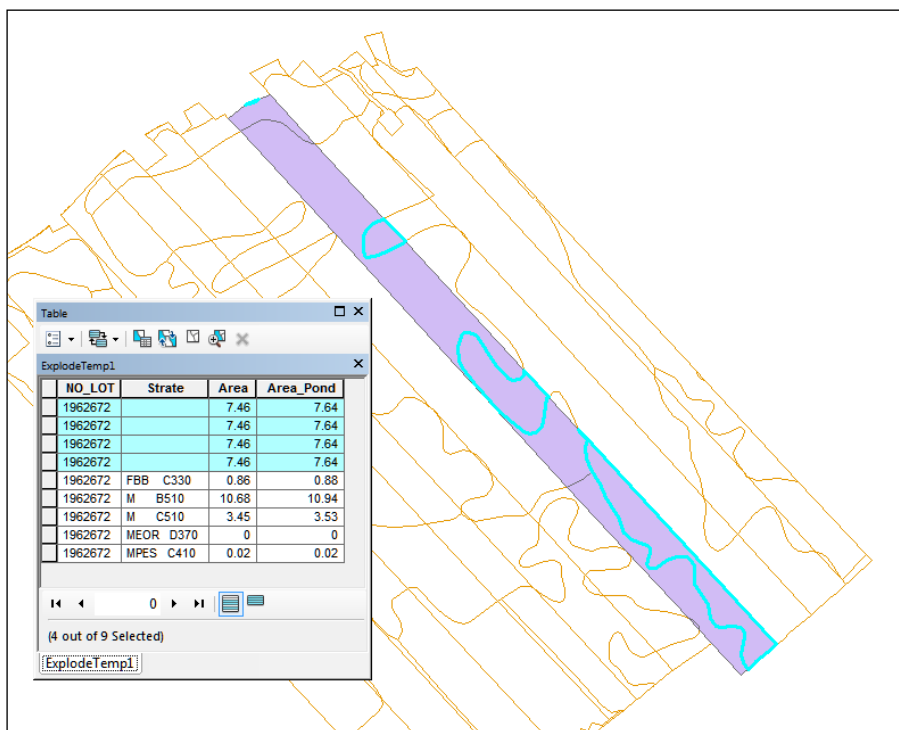 Table
ExplodeTemp1
NO_LOT Strate Area Area_Pond
1962672 7.46 7.64
1962672 7.46 7.64
1962672 7.46 7.64
1962672 7.46 7.64
1962672 FBB C330 0.86 0.88
1962672 M B510 10.68 10.94
1962672 M C510 3.45 3.53
1962672 MEOR D370 0 0
1962672 MPES C410 0.02 0.02
0
(4 out of 9 Selected)
ExplodeTemp1